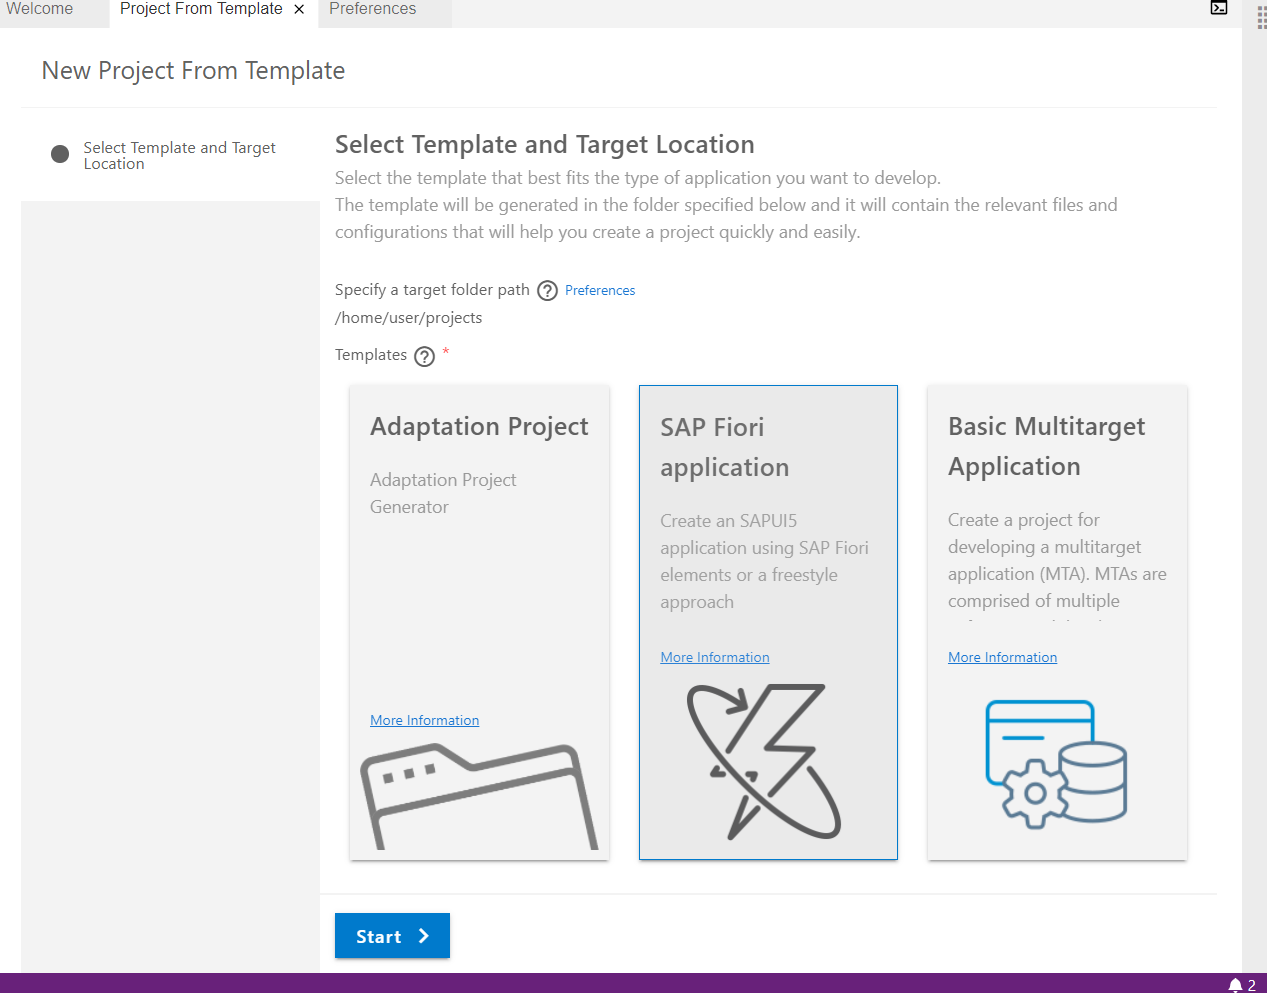 Welcome
Project From Template
Preferences
New Project From Template
Select Template and Target
Location
Select Template and Target Location
Select the template that best fits the type of application you want to develop.
The template will be generated in the folder specified below and it will contain the relevant files and
configurations that will help you create a project quickly and easily.
Specify a target folder path ? Preferences
/home/user/projects
Templates ? *
Adaptation Project
Adaptation Project
Generator
More Information
SAP Fiori
application
Create an SAPUI5
application using SAP Fiori
elements or a freestyle
approach
More Information
Basic Multitarget
Application
Create a project for
developing a multitarget
application (MTA). MTAs are
comprised of multiple
More Information
Start
2